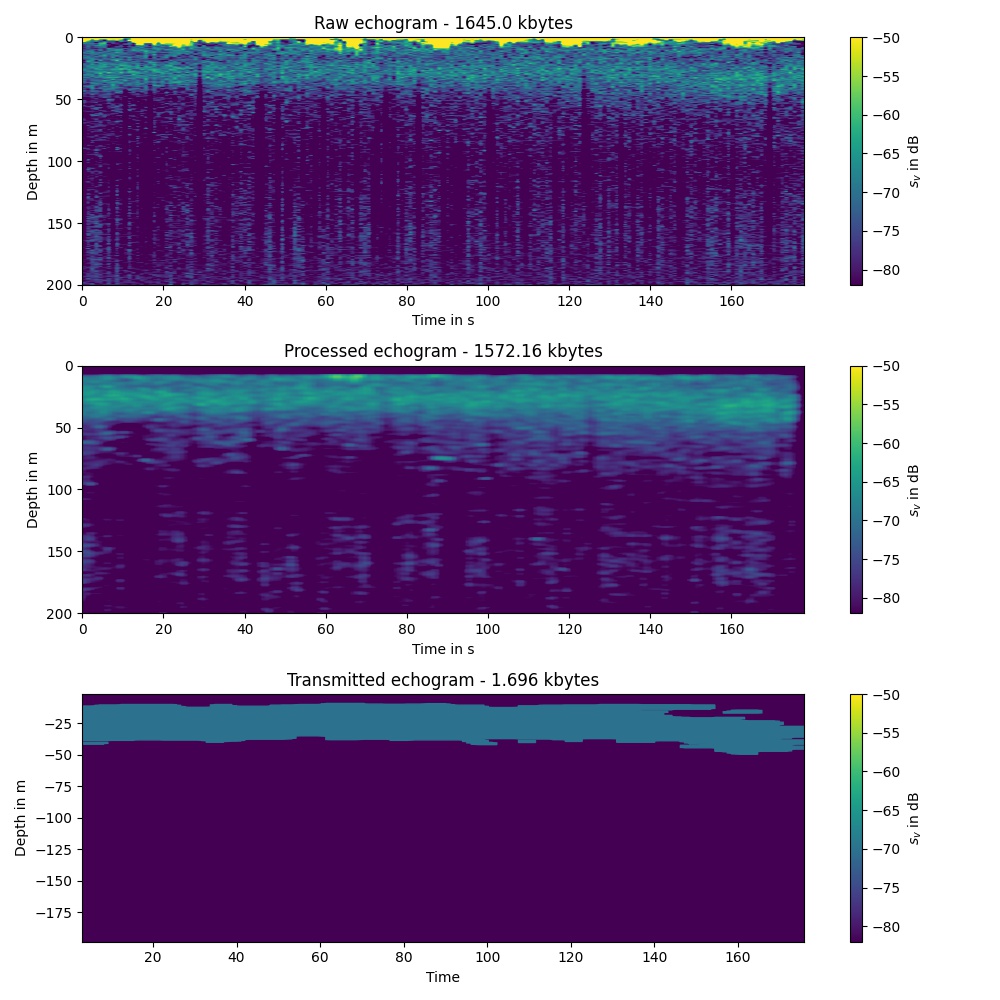 Raw echogram - 1645.0 kbytes
0
50
100
150
200
Depth in m
0 20 40 60 80 100 120 140 160
Time in s
−50
−55
−60
−65
−70
−75
−80
sv in dB
Processed echogram - 1572.16 kbytes
0
50
100
150
200
Depth in m
0 20 40 60 80 100 120 140 160
Time in s
−50
−55
−60
−65
−70
−75
−80
sv in dB
Transmitted echogram - 1.696 kbytes
−25
−50
−75
−100
−125
−150
−175
Depth in m
20 40 60 80 100 120 140 160
Time
−50
−55
−60
−65
−70
−75
−80
sv in dB